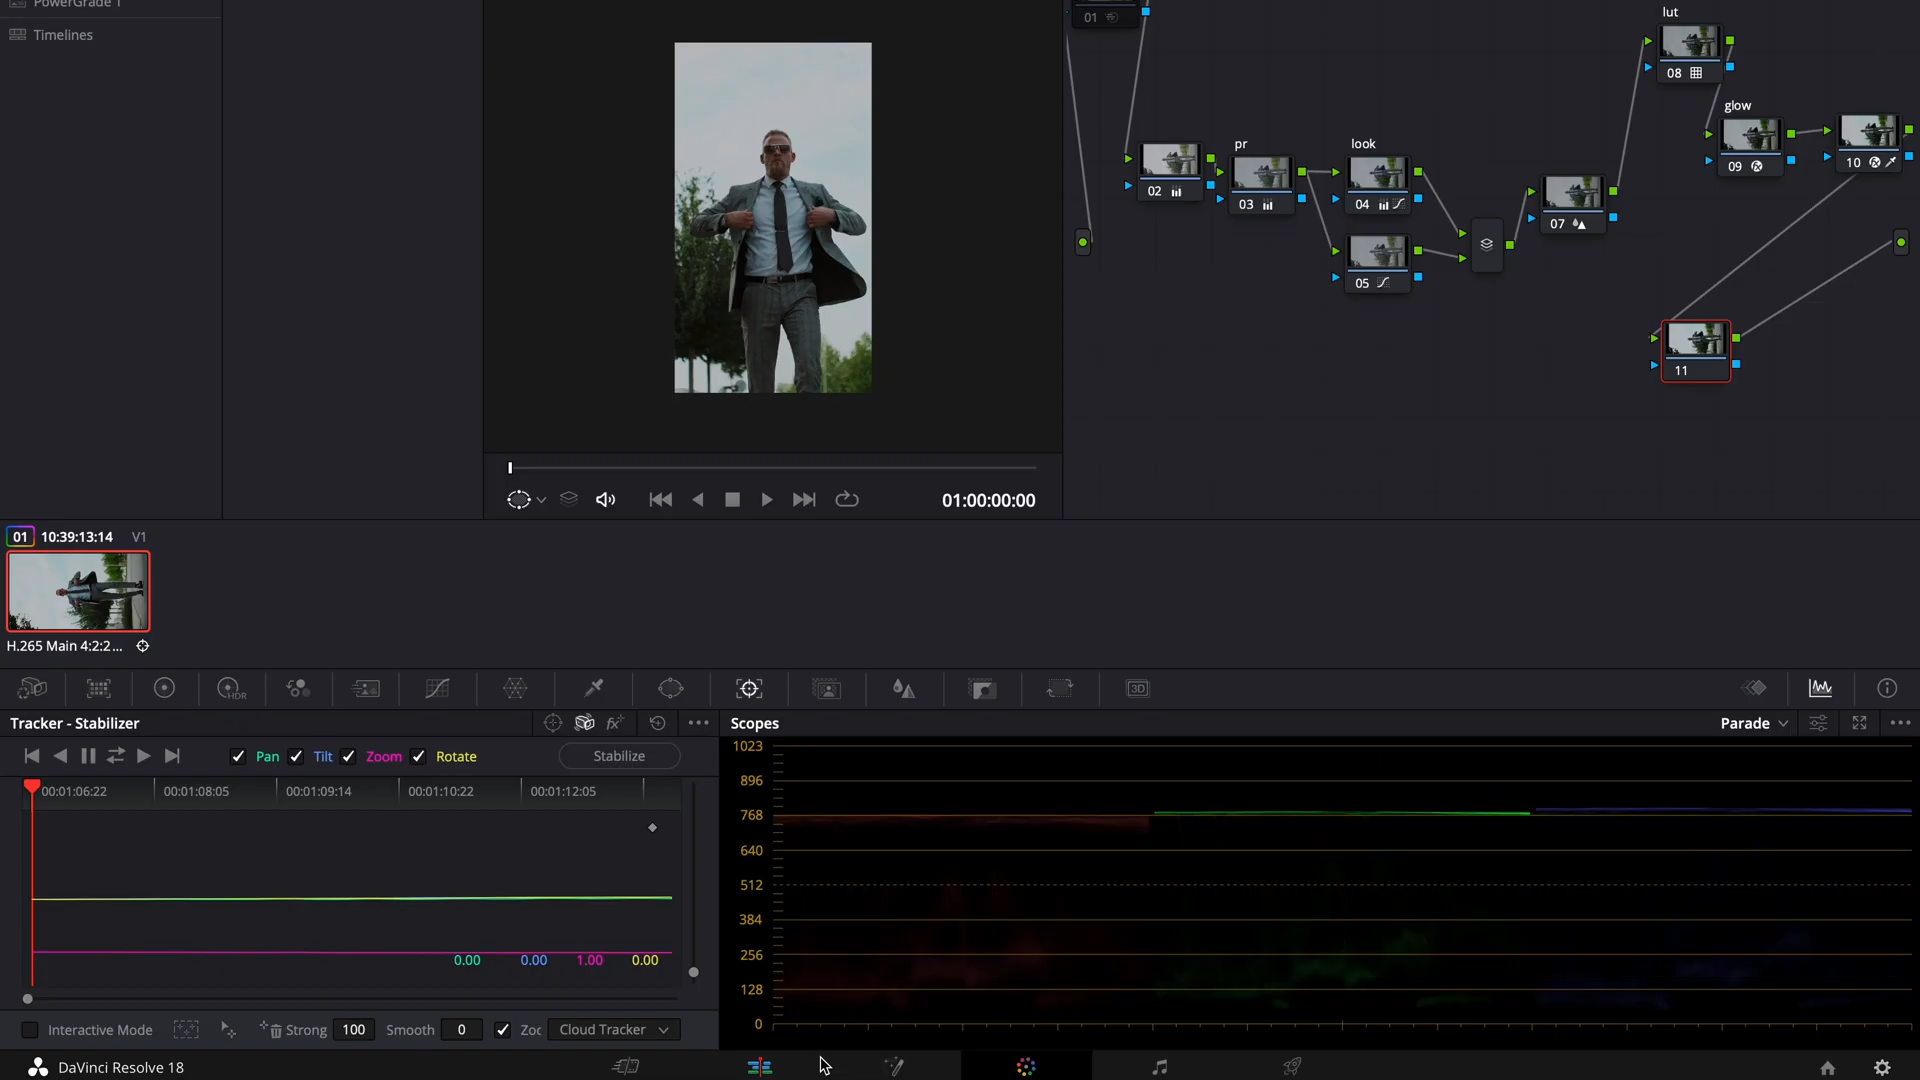 PowerGrade 1
Timelines
01
lut
08
glow
09
10
02
pr
03
look
04
05
07
11
01:00:00:00
01 10:39:13:14 V1
H.265 Main 4:2:2...
HDR
3D
Tracker - Stabilizer
fx
Pan Tilt Zoom Rotate
Stabilize
00:01:06:22 00:01:08:05 00:01:09:14 00:01:10:22 00:01:12:05
0.00 0.00 1.00 0.00
Interactive Mode Strong 100 Smooth 0 Zoc Cloud Tracker
Scopes
Parade
1023
896
768
640
512
384
256
128
0
DaVinci Resolve 18